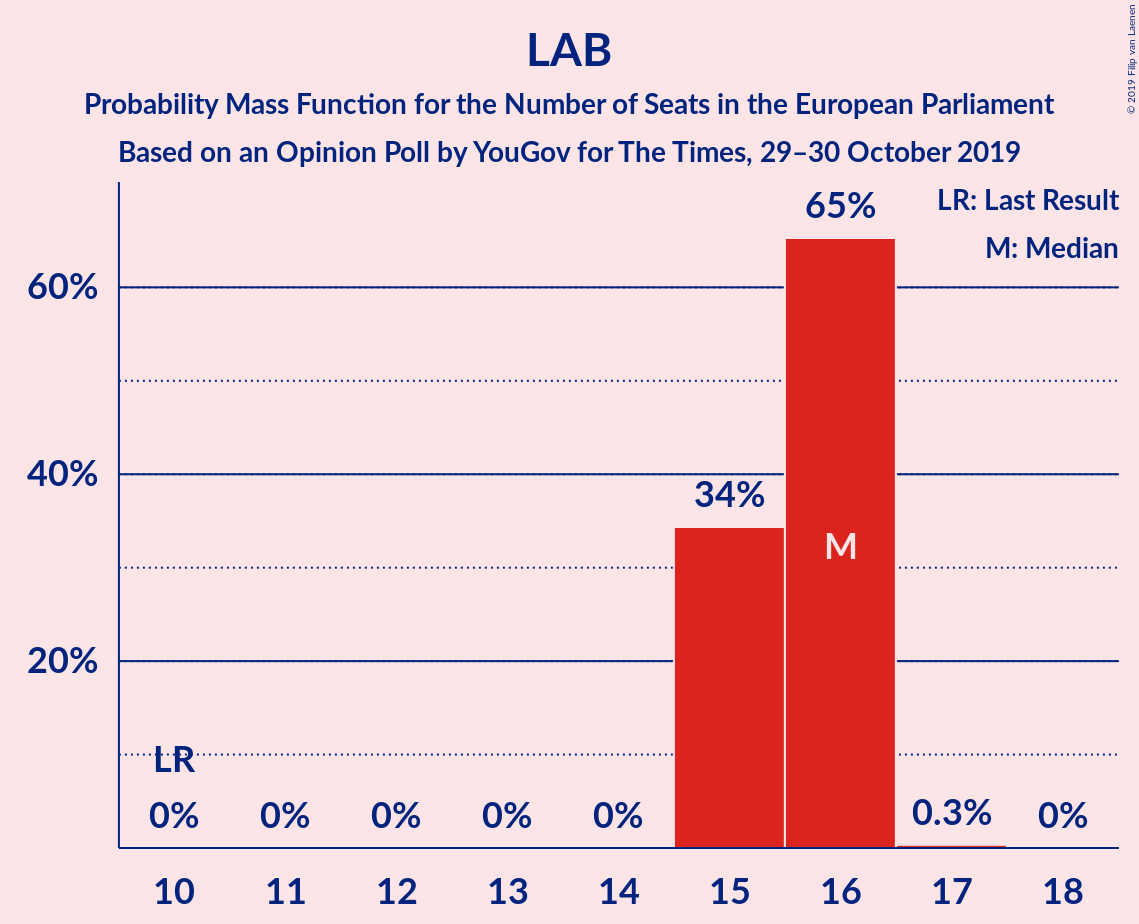 LAB
Probability Mass Function for the Number of Seats in the European Parliament
Based on an Opinion Poll by YouGov for The Times, 29–30 October 2019
© 2019 Filip van Laenen
LR: Last Result
M: Median
65%
60%
40%
34%
M
20%
LR
0%
0%
0%
0%
0%
0.3%
0%
10
11
12
13
14
15
16
17
18